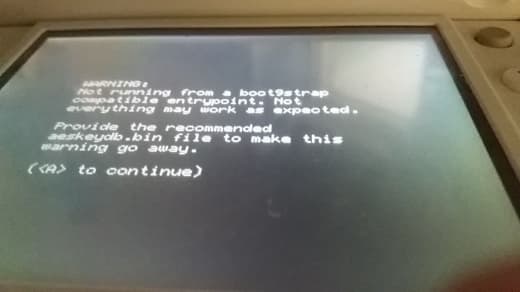 WARNING:
Not running from a boot9strap
compatible entrypoint. Not
everything may work as expected.
Provide the recommended
aeskeydb.bin file to make this
warning go away.
(<A> to continue)